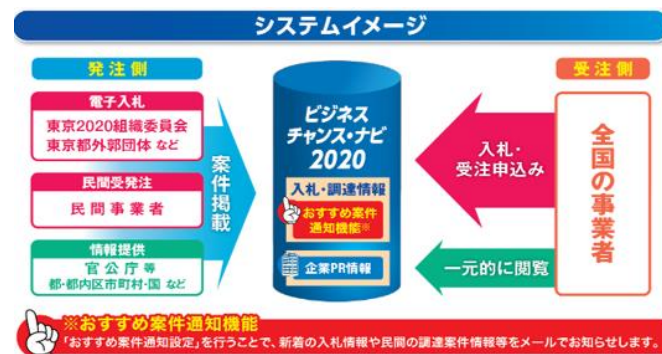 システムイメージ
発注側
電子入札
東京2020組織委員会
東京都外郭団体 など
民間受発注
民間事業者
情報提供
官公庁等
都・都内区市町村・国 など
案件掲載
ビジネス
チャンス・ナビ
2020
入札・調達情報
おすすめ案件
通知機能※
企業PR情報
受注側
入札・
受注申込み
一元的に閲覧
全国の事業者
※おすすめ案件通知機能
「おすすめ案件通知設定」を行うことで、新着の入札情報や民間の調達案件情報等をメールでお知らせします。